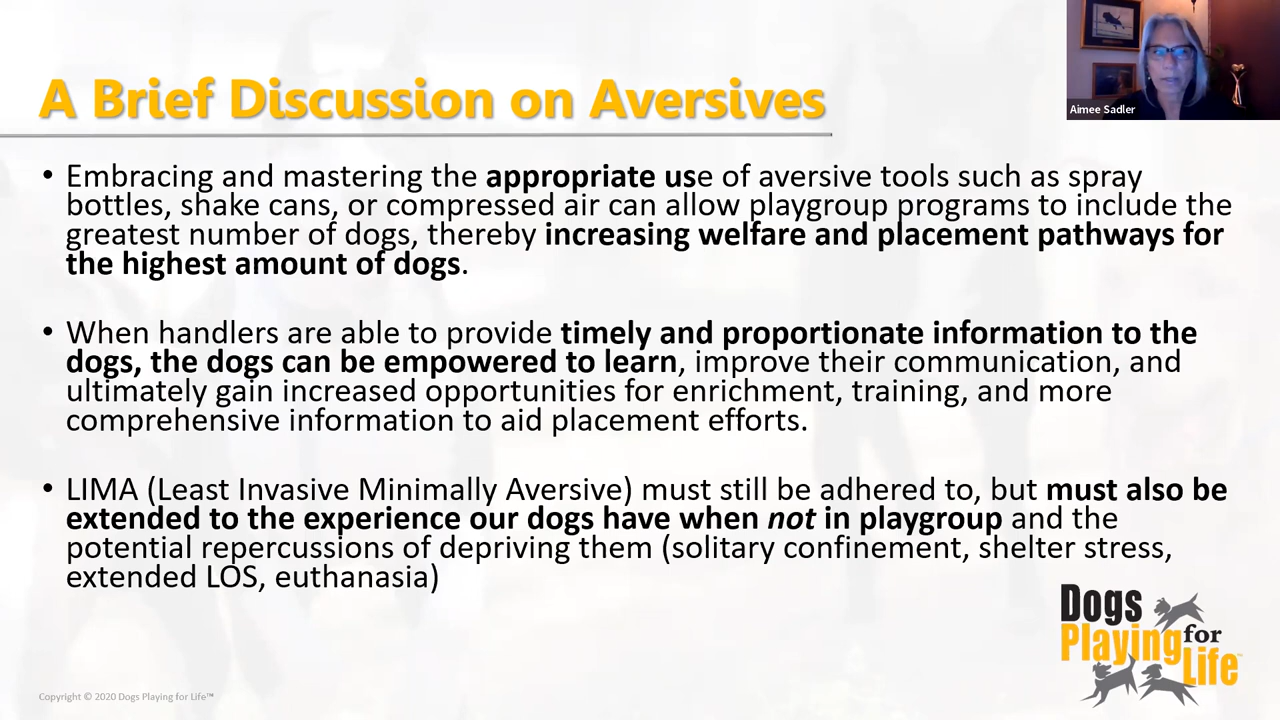 A Brief Discussion on Aversives
Aimee Sadler
• Embracing and mastering the appropriate use of aversive tools such as spray
bottles, shake cans, or compressed air can allow playgroup programs to include the
greatest number of dogs, thereby increasing welfare and placement pathways for
the highest amount of dogs.
• When handlers are able to provide timely and proportionate information to the
dogs, the dogs can be empowered to learn, improve their communication, and
ultimately gain increased opportunities for enrichment, training, and more
comprehensive information to aid placement efforts.
• LIMA (Least Invasive Minimally Aversive) must still be adhered to, but must also be
extended to the experience our dogs have when not in playgroup and the
potential repercussions of depriving them (solitary confinement, shelter stress,
extended LOS, euthanasia)
Dogs
Playing for
Life™
Copyright © 2020 Dogs Playing for Life™